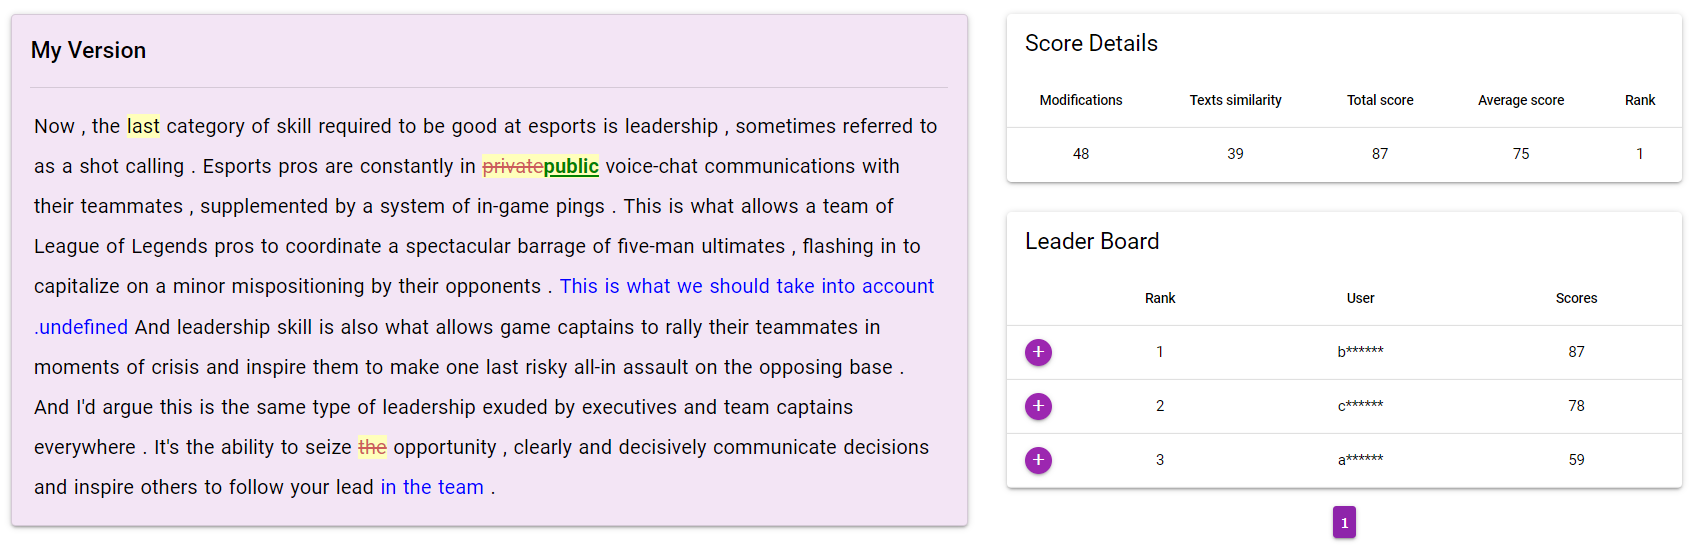 My Version
Now , the last category of skill required to be good at esports is leadership , sometimes referred to
as a shot calling . Esports pros are constantly in privatepublic voice-chat communications with
their teammates , supplemented by a system of in-game pings . This is what allows a team of
League of Legends pros to coordinate a spectacular barrage of five-man ultimates , flashing in to
capitalize on a minor mispositioning by their opponents . This is what we should take into account
.undefined And leadership skill is also what allows game captains to rally their teammates in
moments of crisis and inspire them to make one last risky all-in assault on the opposing base .
And I'd argue this is the same type of leadership exuded by executives and team captains
everywhere . It's the ability to seize the opportunity , clearly and decisively communicate decisions
and inspire others to follow your lead in the team .
Score Details
Modifications Texts similarity Total score Average score Rank
48 39 87 75 1
Leader Board
Rank User Scores
+ 1 b****** 87
+ 2 c****** 78
+ 3 a****** 59
1